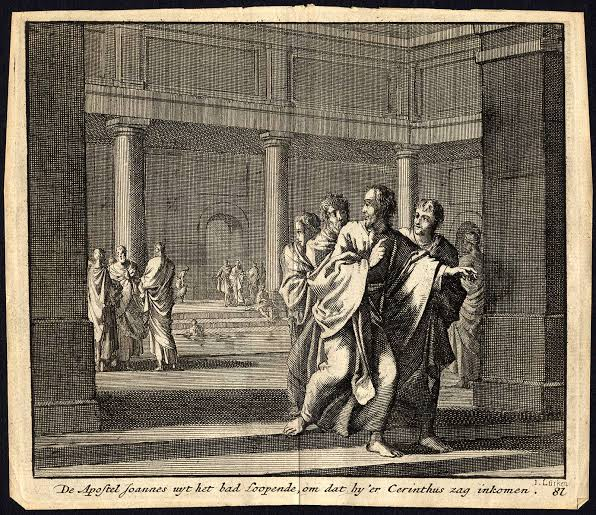 J. Luiken
De Apostel Joannes uyt het bad Loopende, om dat hy'er Cerinthus zag inkomen. 81